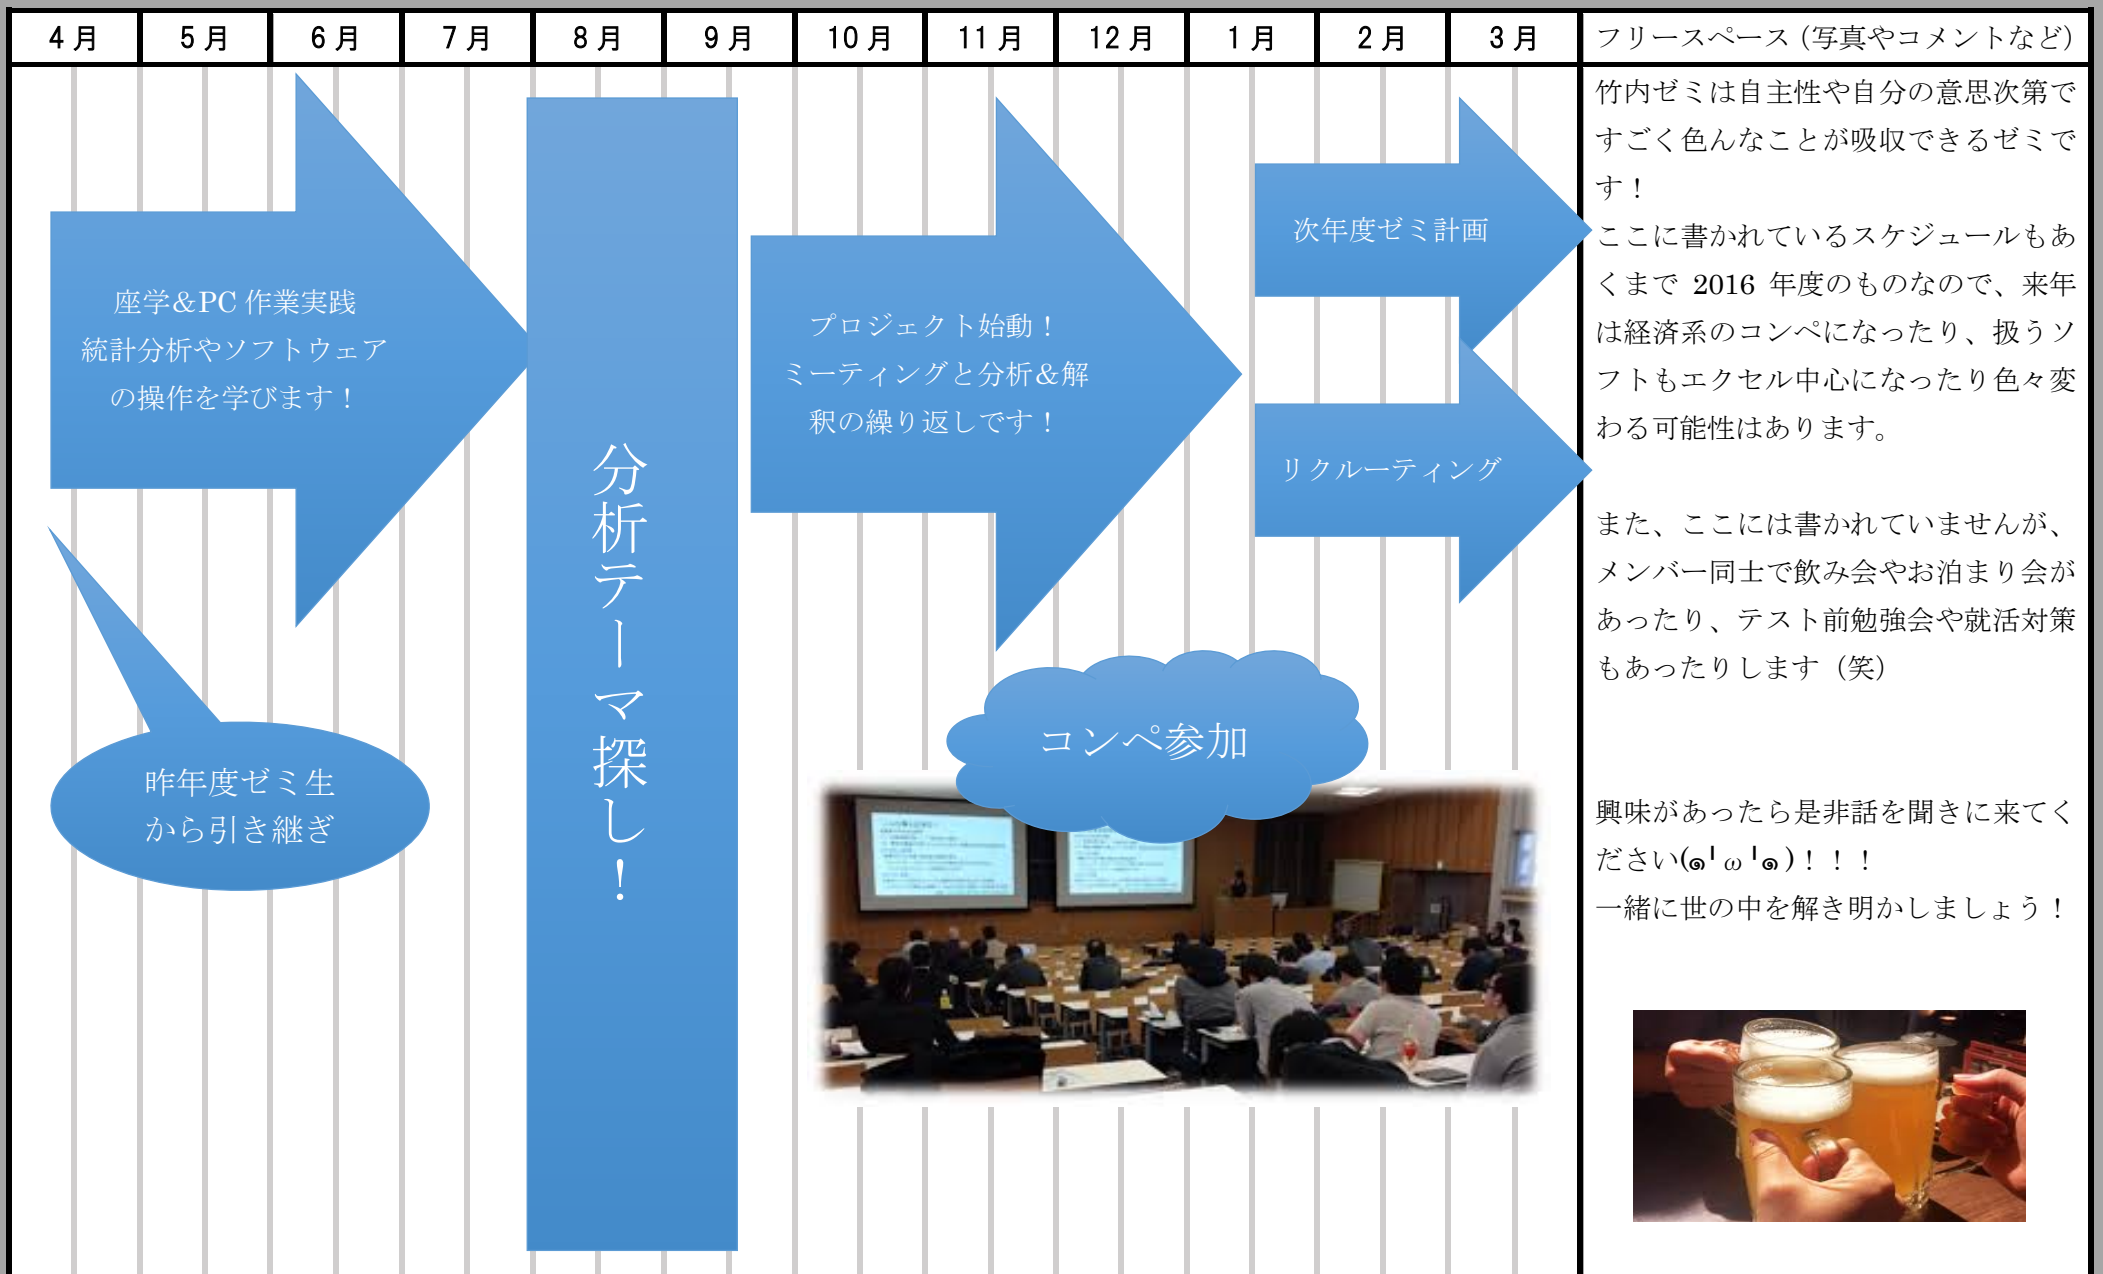 4月 5月 6月 7月 8月 9月 10月 11月 12月 1月 2月 3月 フリースペース（写真やコメントなど）
座学＆PC 作業実践
統計分析やソフトウェア
の操作を学びます！
昨年度ゼミ生
から引き継ぎ
分析テーマ探し！
プロジェクト始動！
ミーティングと分析＆解
釈の繰り返しです！
コンペ参加
次年度ゼミ計画
リクルーティング
竹内ゼミは自主性や自分の意思次第で
すごく色んなことが吸収できるゼミで
す！
ここに書かれているスケジュールもあ
くまで 2016 年度のものなので、来年
は経済系のコンペになったり、扱うソ
フトもエクセル中心になったり色々変
わる可能性はあります。
また、ここには書かれていませんが、
メンバー同士で飲み会やお泊まり会が
あったり、テスト前勉強会や就活対策
もあったりします（笑）
興味があったら是非話を聞きに来てく
ださい(๑╹ω╹๑)！！！
一緒に世の中を解き明かしましょう！